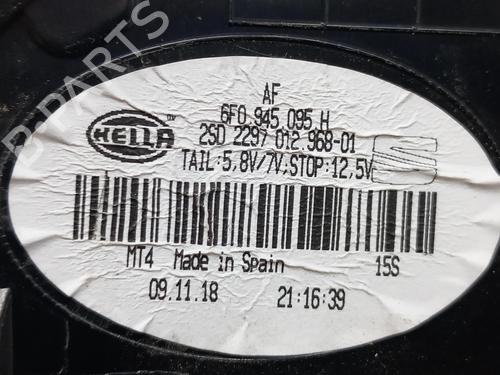 B-PARTS
AF
6F0 945 095 H
HELLA
2SD 2297 012.968-01
TAIL:5,8V/7V;STOP:12,5V
MT4 Made in Spain 15S
09.11.18 21:16:39